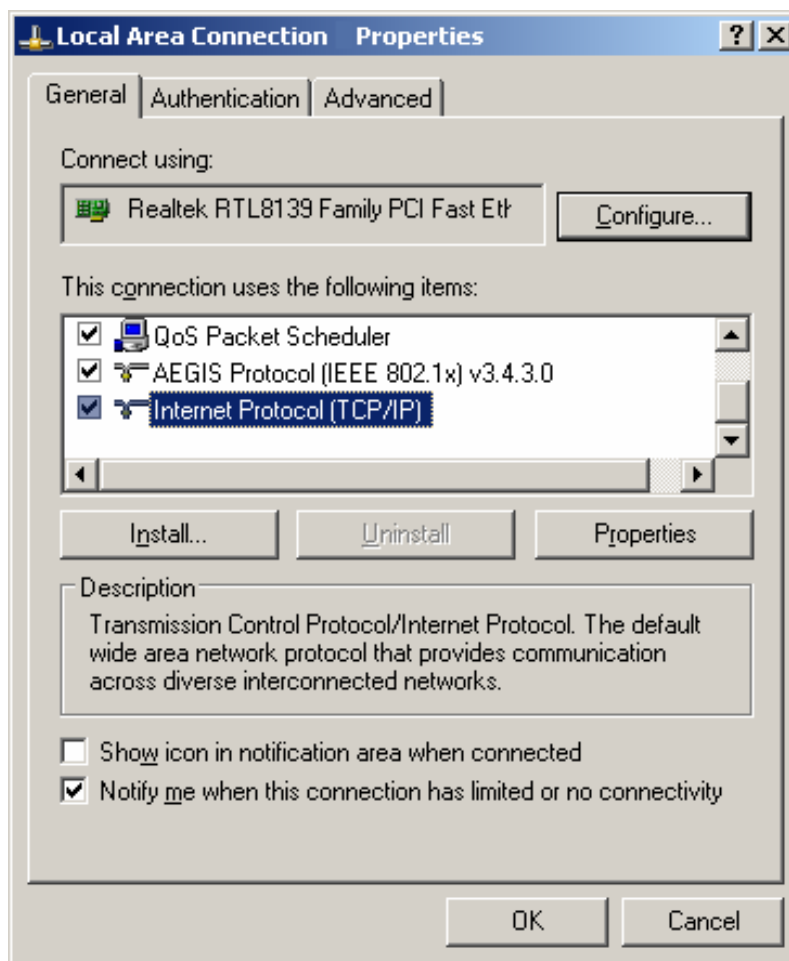 Local Area Connection Properties
General Authentication Advanced
Connect using:
Realtek RTL8139 Family PCI Fast Eth
Configure...
This connection uses the following items:
QoS Packet Scheduler
AEGIS Protocol (IEEE 802.1x) v3.4.3.0
Internet Protocol (TCP/IP)
Install... Uninstall Properties
Description
Transmission Control Protocol/Internet Protocol. The default
wide area network protocol that provides communication
across diverse interconnected networks.
Show icon in notification area when connected
Notify me when this connection has limited or no connectivity
OK Cancel